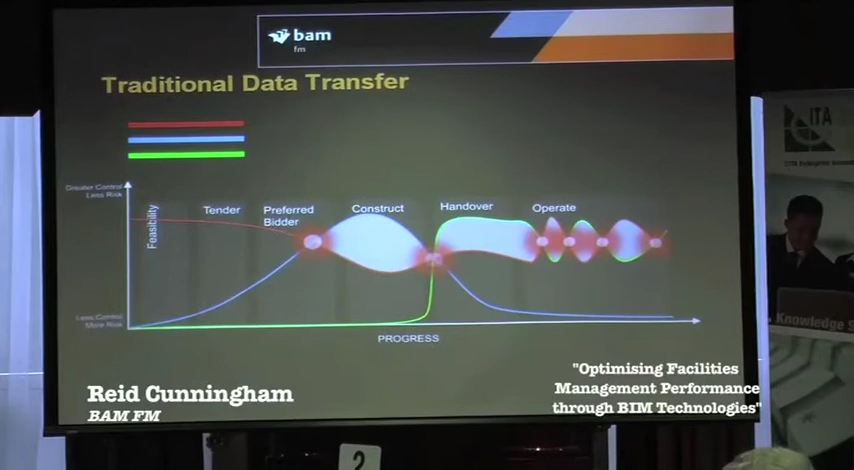 bam
fm
Traditional Data Transfer
Greater Control
Less Risk
Feasibility
Tender
Preferred
Bidder
Construct
Handover
Operate
Less Control
More Risk
PROGRESS
Reid Cunningham
BAM FM
"Optimising Facilities
Management Performance
through BIM Technologies"
2
ITA
Knowledge S